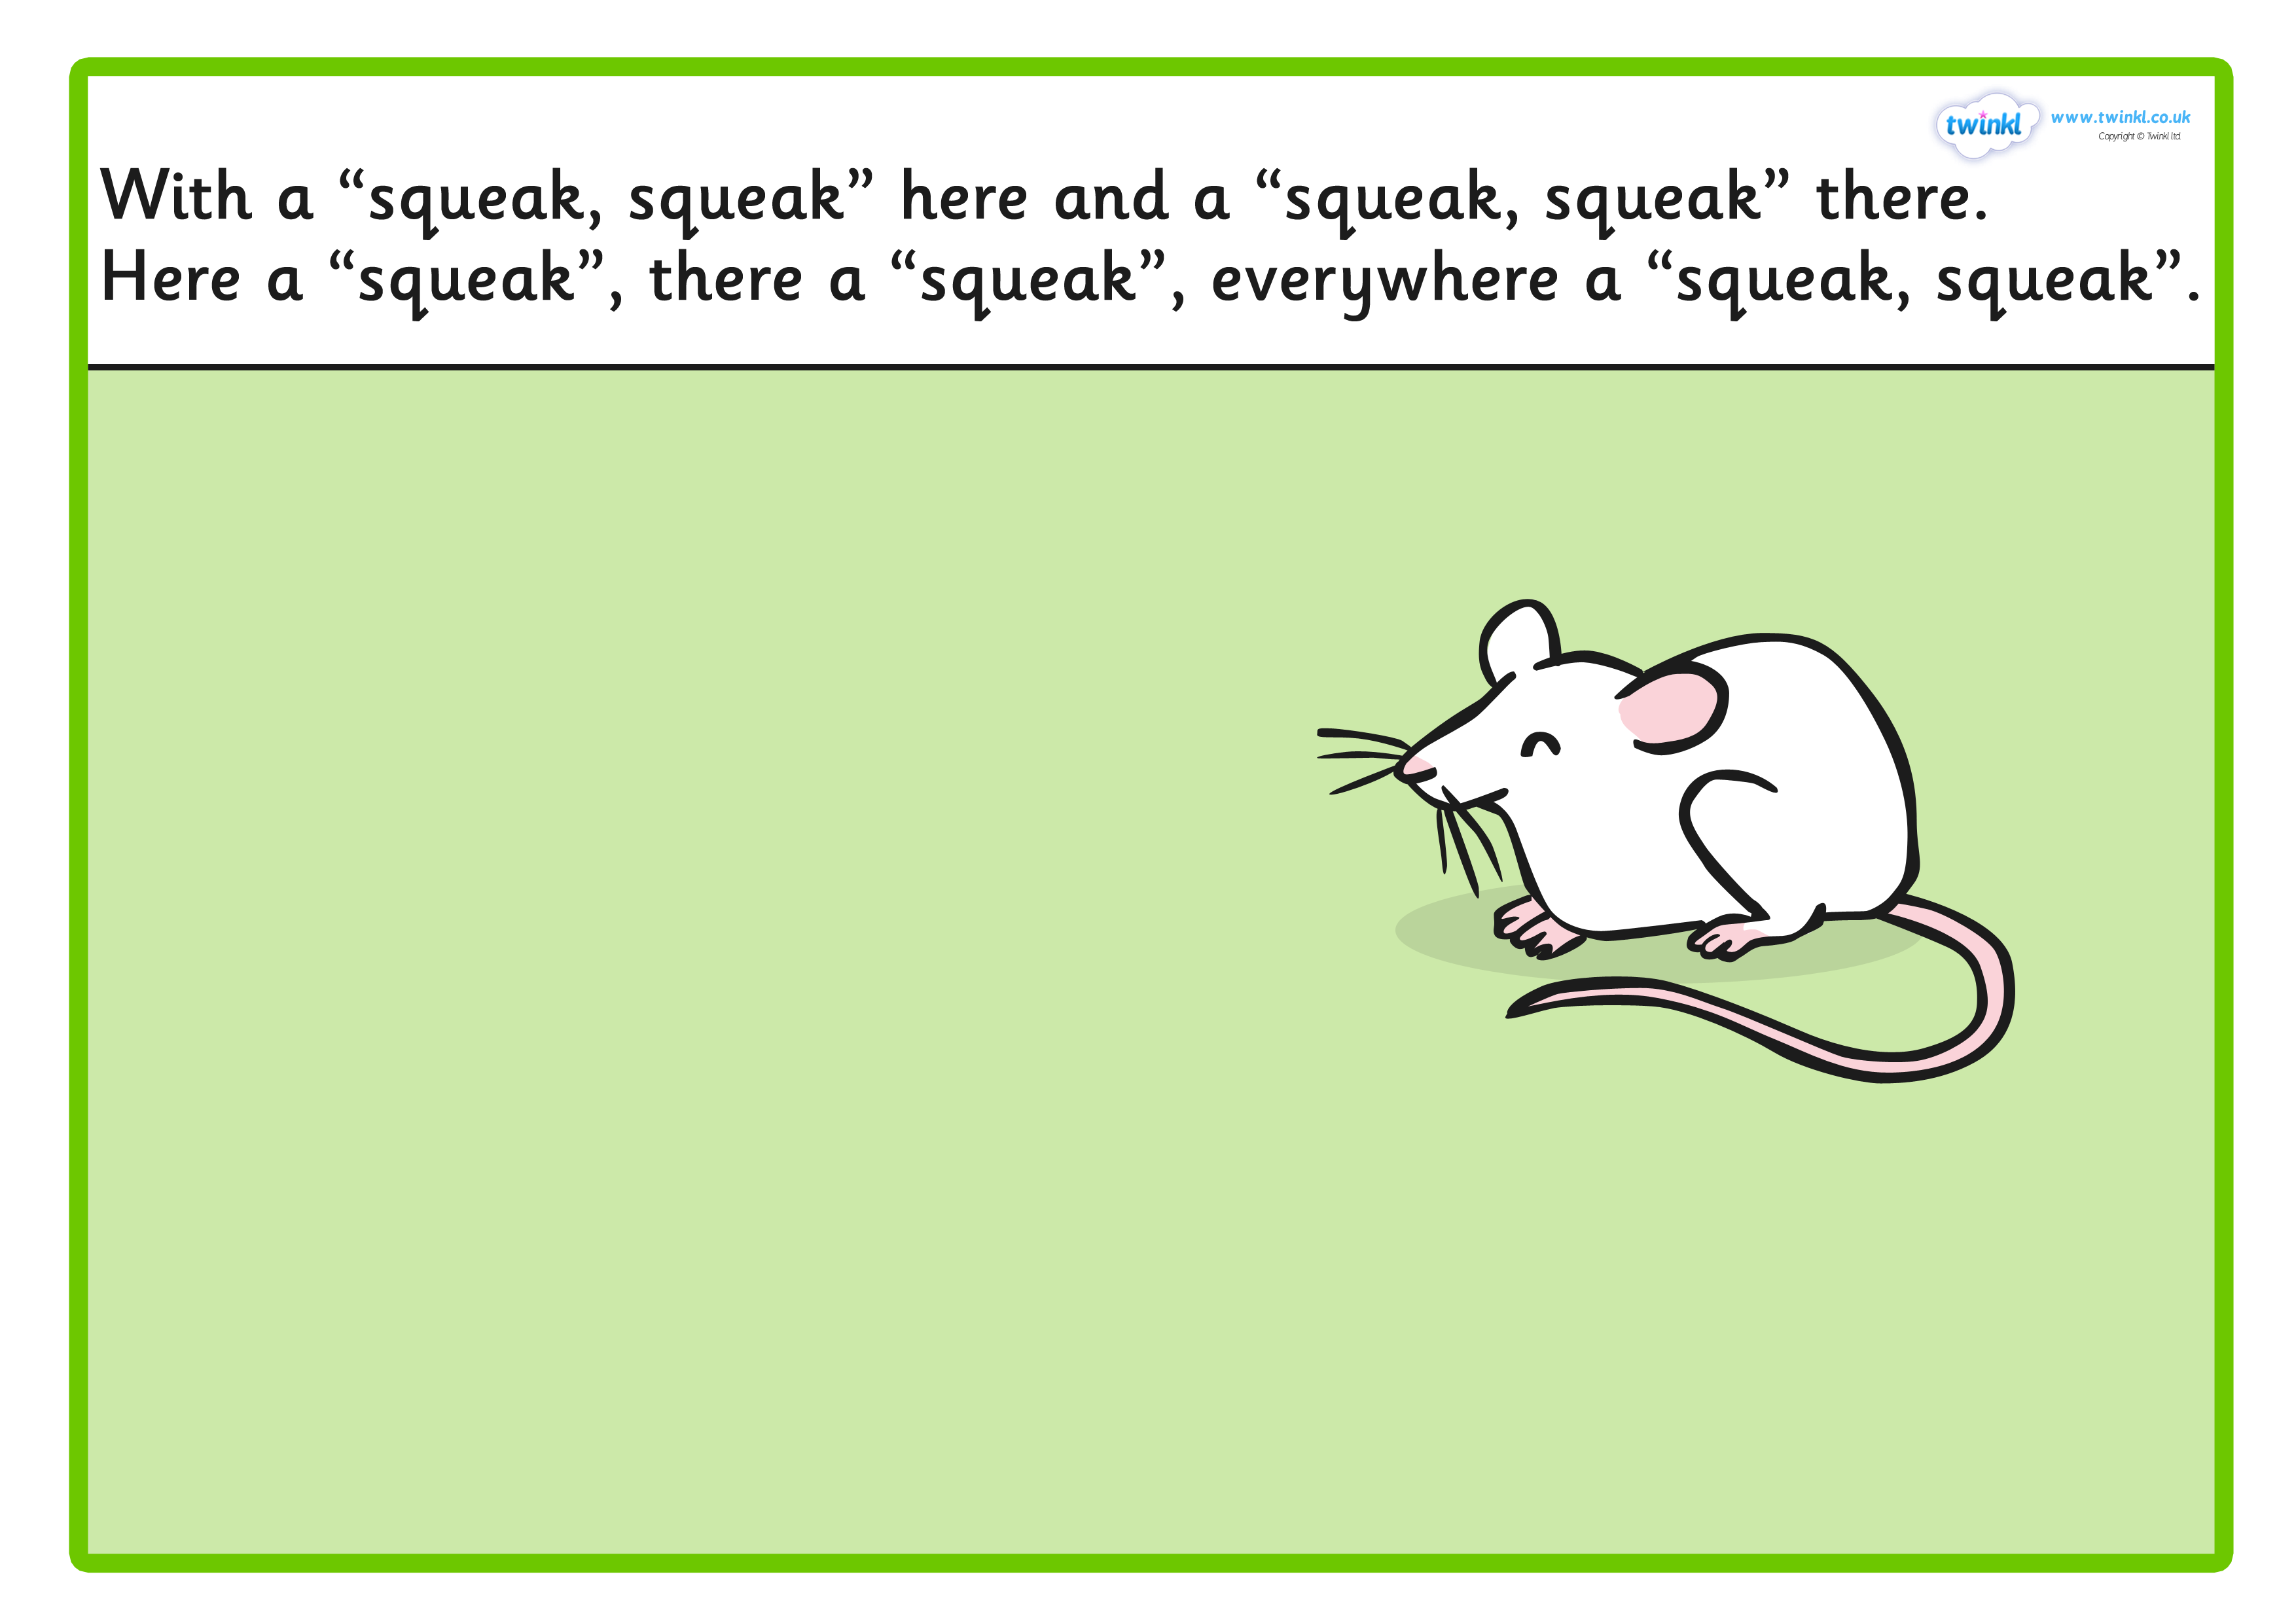 twinkl www.twinkl.co.uk
Copyright © Twinkl ltd.
With a “squeak, squeak” here and a “squeak, squeak” there.
Here a “squeak”, there a “squeak”, everywhere a “squeak, squeak”.